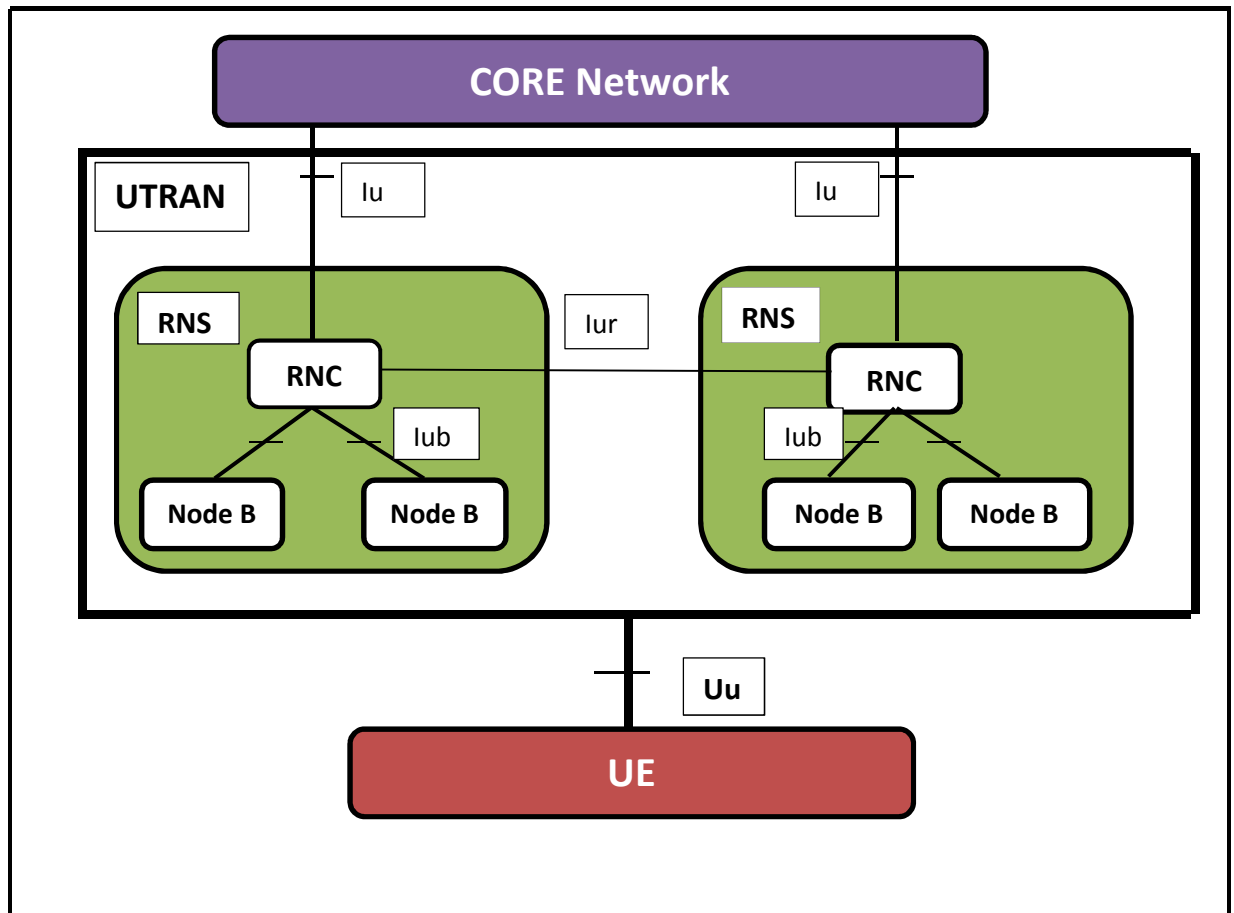 CORE Network
UTRAN
Iu
Iu
RNS
Iur
RNS
RNC
RNC
Iub
Iub
Node B
Node B
Node B
Node B
Uu
UE